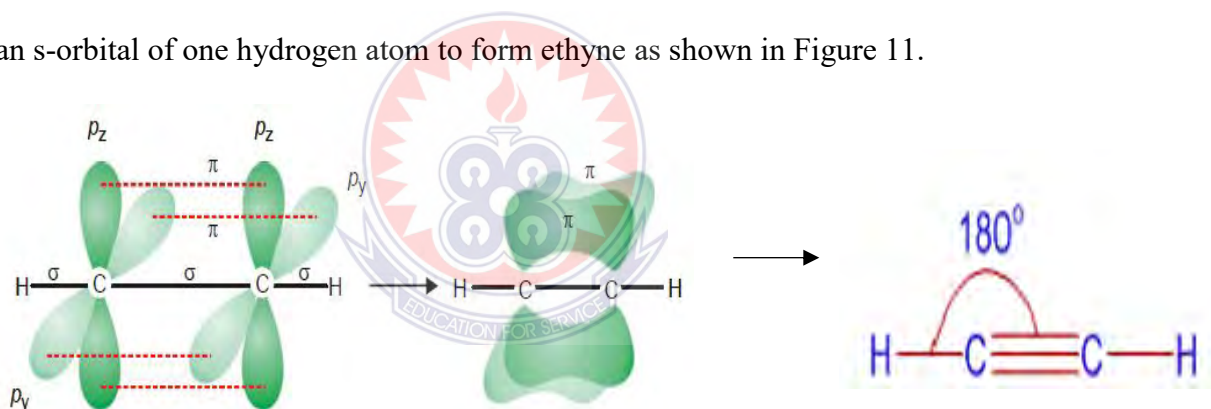 an s-orbital of one hydrogen atom to form ethyne as shown in Figure 11.
pz pz
π
py
π
π
π
180°
H σ C σ C σ H
H C C H
H C C H
py
EDUCATION FOR SERVICE